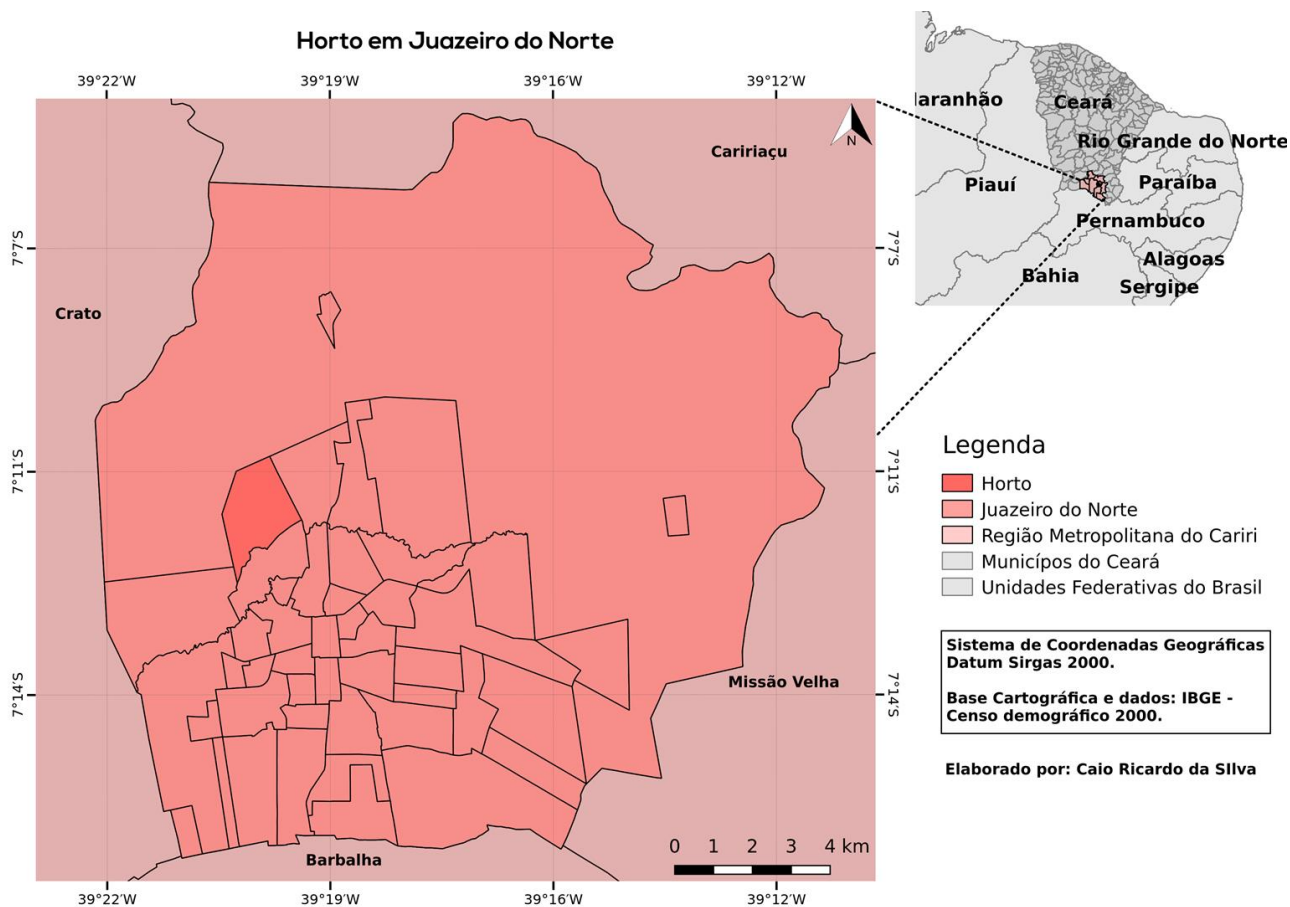 Horto em Juazeiro do Norte
39°22'W
39°19'W
39°16'W
39°12'W
7°7'S
7°11'S
7°14'S
7°7'S
7°11'S
7°14'S
39°22'W
39°19'W
39°16'W
39°12'W
N
Caririaçu
Crato
Missão Velha
Barbalha
0 1 2 3 4 km
laranhão
Ceará
Rio Grande do Norte
Piauí
Paraíba
Pernambuco
Alagoas
Bahia
Sergipe
Legenda
Horto
Juazeiro do Norte
Região Metropolitana do Cariri
Municípos do Ceará
Unidades Federativas do Brasil
Sistema de Coordenadas Geográficas
Datum Sirgas 2000.
Base Cartográfica e dados: IBGE -
Censo demográfico 2000.
Elaborado por: Caio Ricardo da SIlva